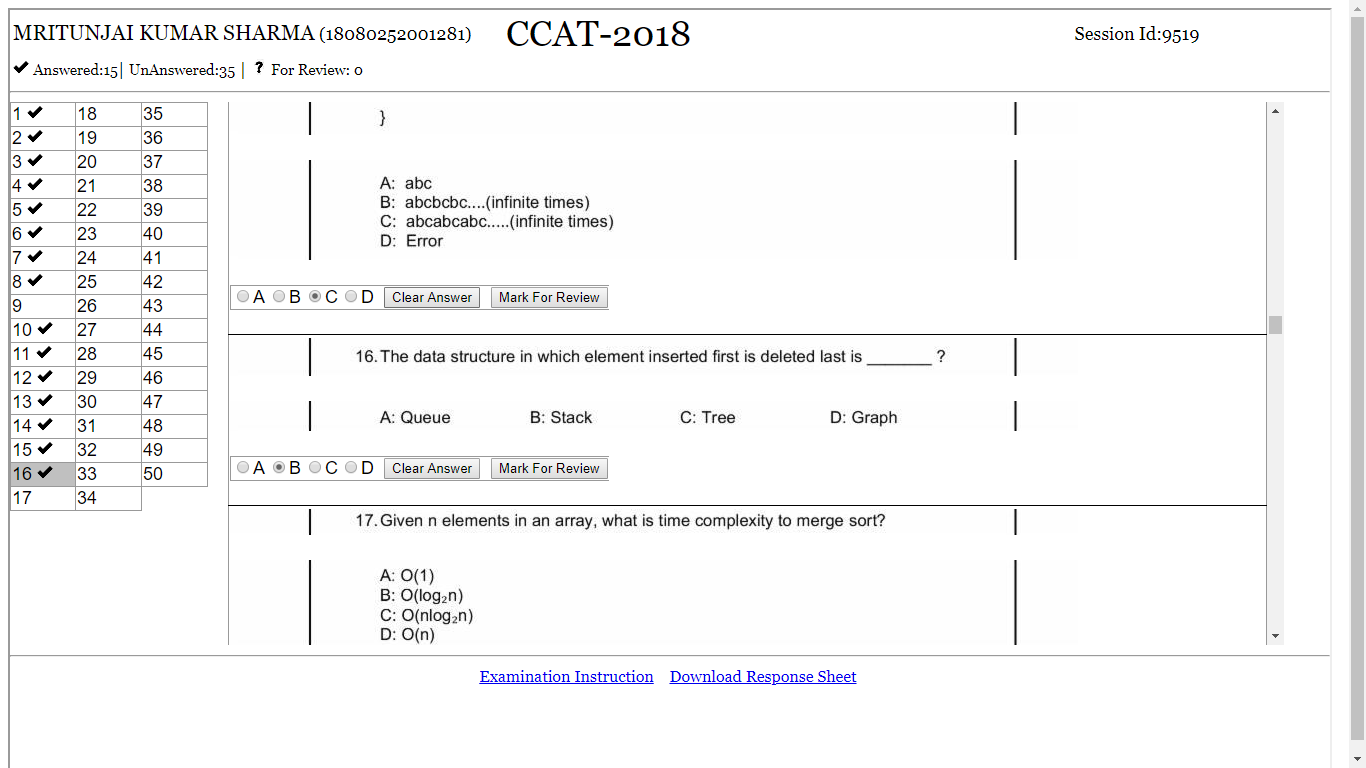 MRITUNJAI KUMAR SHARMA (18080252001281) CCAT-2018 Session Id:9519
✔ Answered:15| UnAnswered:35 | ? For Review: 0
1 ✔ 18 35
2 ✔ 19 36
3 ✔ 20 37
4 ✔ 21 38
5 ✔ 22 39
6 ✔ 23 40
7 ✔ 24 41
8 ✔ 25 42
9 26 43
10 ✔ 27 44
11 ✔ 28 45
12 ✔ 29 46
13 ✔ 30 47
14 ✔ 31 48
15 ✔ 32 49
16 ✔ 33 50
17 34
}
A: abc
B: abcbcbc....(infinite times)
C: abcabcabc.....(infinite times)
D: Error
A B C D Clear Answer Mark For Review
16. The data structure in which element inserted first is deleted last is _______ ?
A: Queue B: Stack C: Tree D: Graph
A B C D Clear Answer Mark For Review
17. Given n elements in an array, what is time complexity to merge sort?
A: O(1)
B: O(log₂n)
C: O(nlog₂n)
D: O(n)
Examination Instruction Download Response Sheet